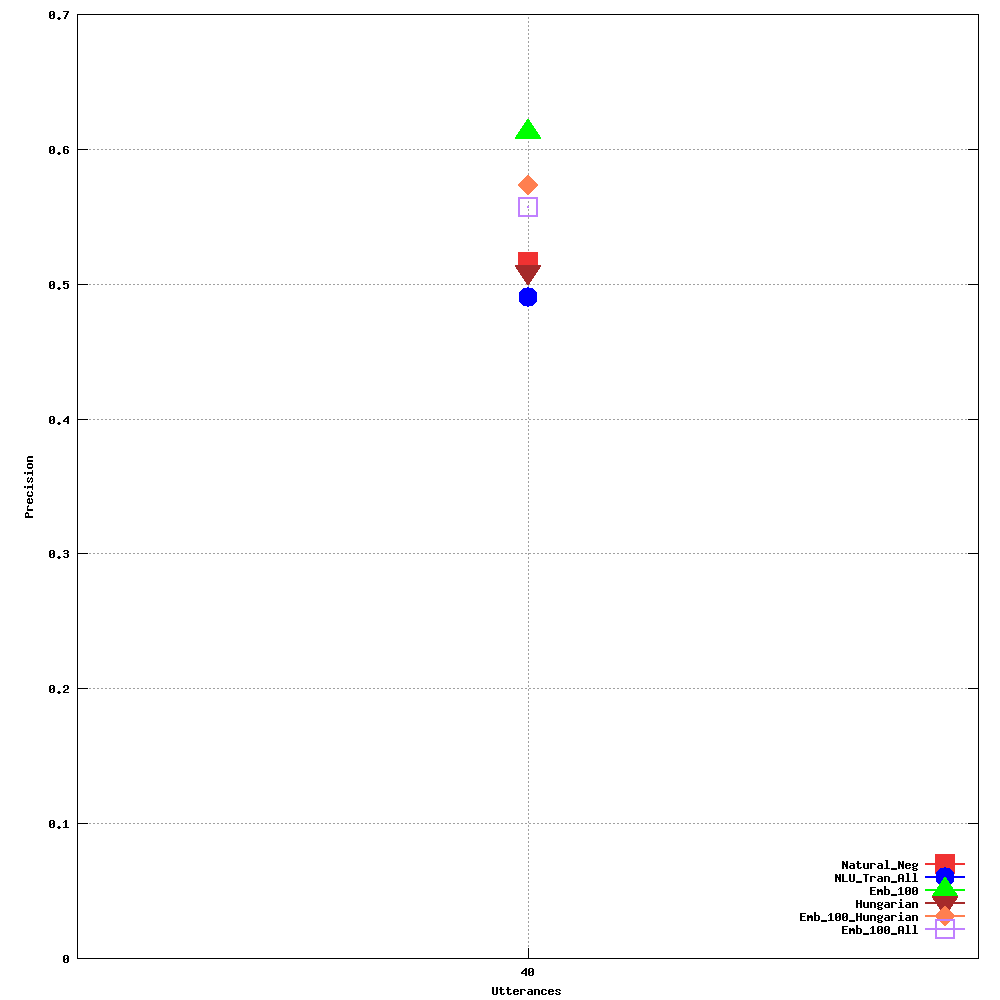 0.7
0.6
0.5
0.4
0.3
0.2
0.1
0
Precision
40
Utterances
Natural_Neg
NLU_Tran_All
Emb_100
Hungarian
Emb_100_Hungarian
Emb_100_All